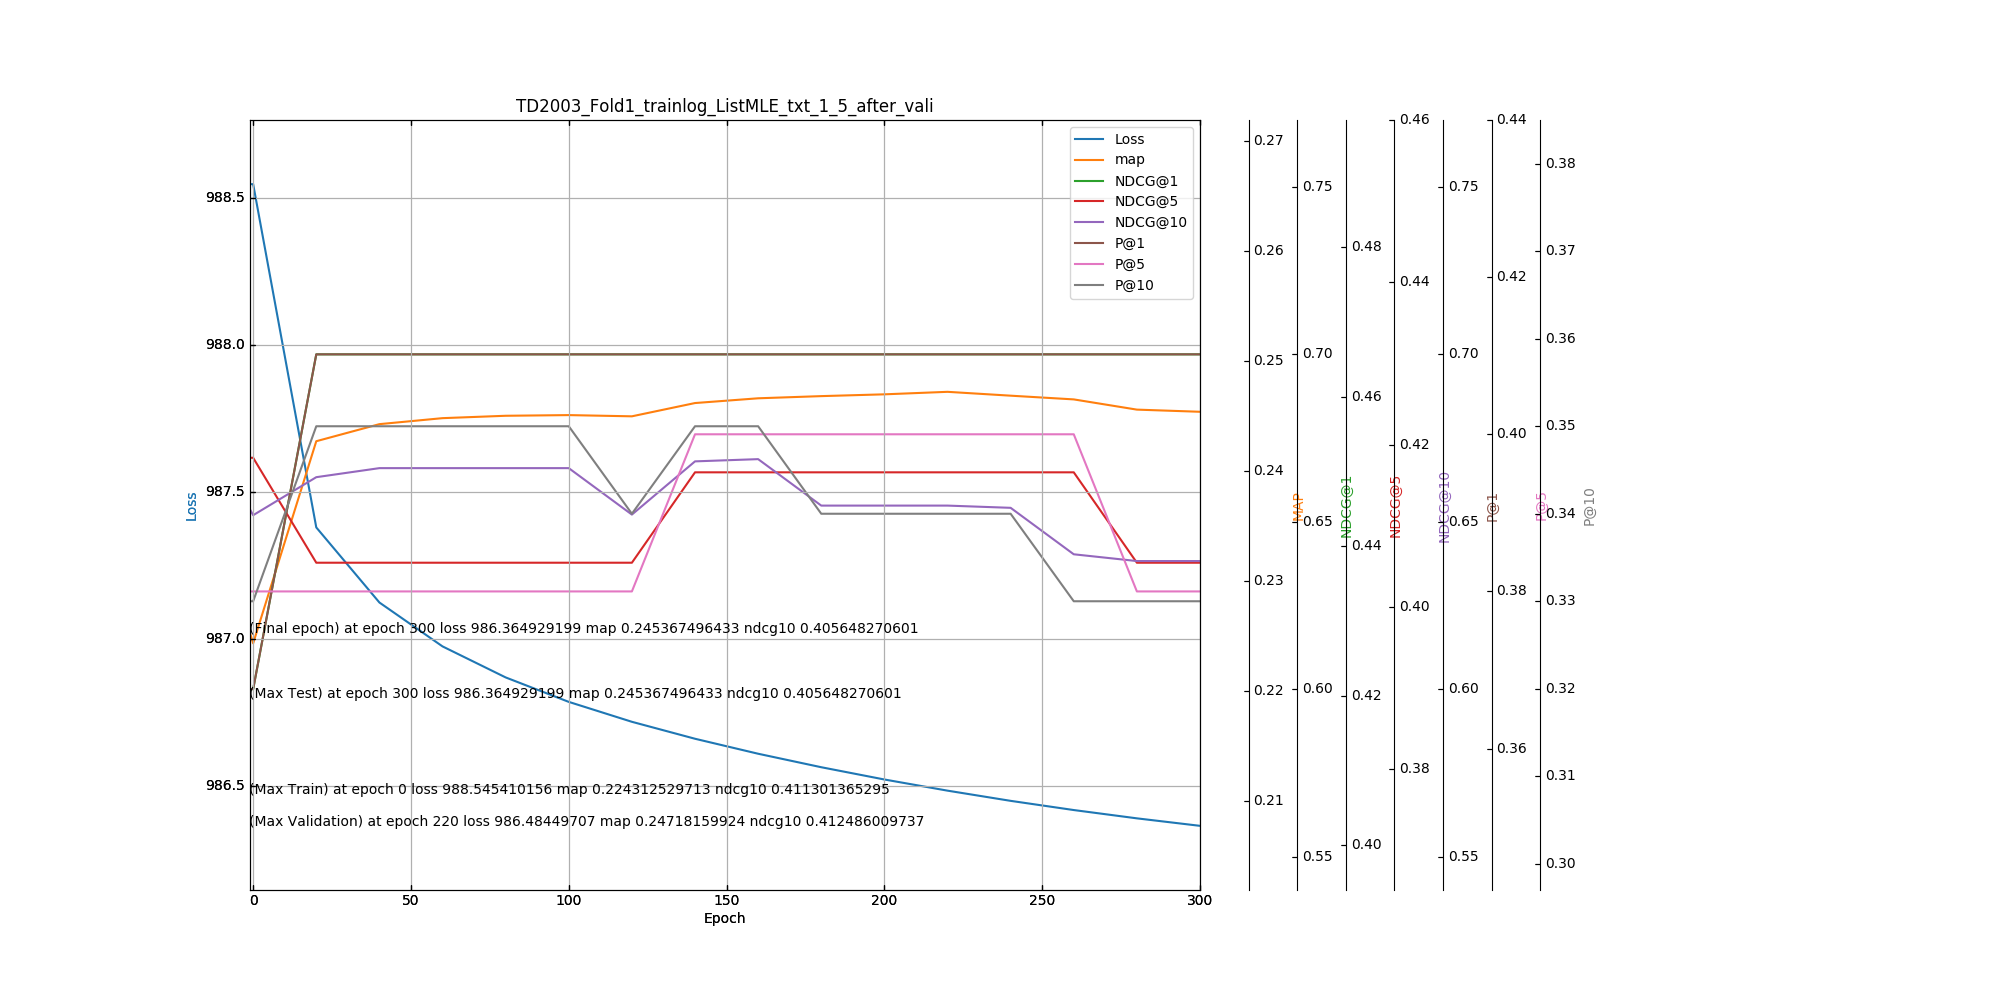 TD2003_Fold1_trainlog_ListMLE_txt_1_5_after_vali
Loss
map
NDCG@1
NDCG@5
NDCG@10
P@1
P@5
P@10
988.5
988.0
987.5
987.0
986.5
Loss
(Final epoch) at epoch 300 loss 986.364929199 map 0.245367496433 ndcg10 0.405648270601
(Max Test) at epoch 300 loss 986.364929199 map 0.245367496433 ndcg10 0.405648270601
(Max Train) at epoch 0 loss 988.545410156 map 0.224312529713 ndcg10 0.411301365295
(Max Validation) at epoch 220 loss 986.48449707 map 0.24718159924 ndcg10 0.412486009737
0 50 100 150 200 250 300
Epoch
0.27
0.26
0.25
0.24
0.23
0.22
0.21
MAP
0.75
0.70
0.65
0.60
0.55
NDCG@1
0.48
0.46
0.44
0.42
0.40
NDCG@5
0.46
0.44
0.42
0.40
0.38
NDCG@10
0.75
0.70
0.65
0.60
0.55
P@1
0.44
0.42
0.40
0.38
0.36
P@5
0.38
0.37
0.36
0.35
0.34
0.33
0.32
0.31
0.30
P@10